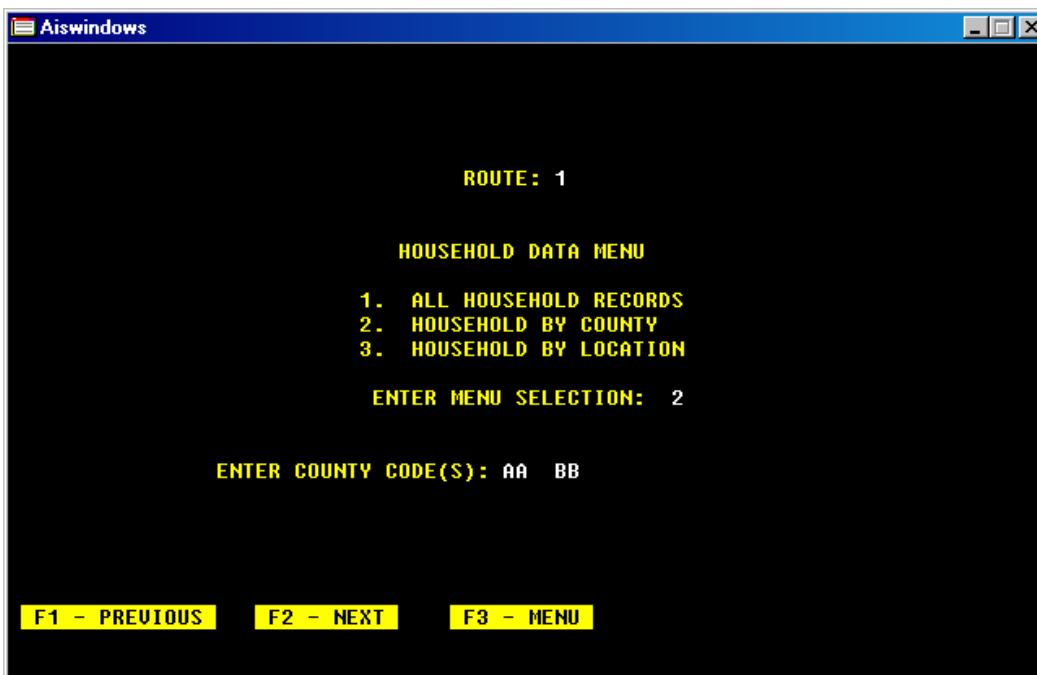 Aiswindows
ROUTE: 1
HOUSEHOLD DATA MENU
1. ALL HOUSEHOLD RECORDS
2. HOUSEHOLD BY COUNTY
3. HOUSEHOLD BY LOCATION
ENTER MENU SELECTION: 2
ENTER COUNTY CODE(S): AA BB
F1 - PREVIOUS F2 - NEXT F3 - MENU